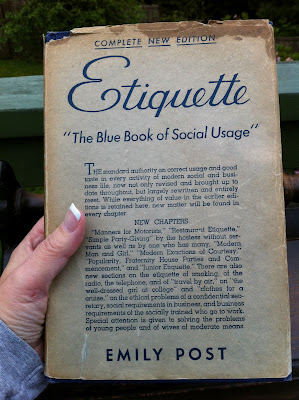 COMPLETE NEW EDITION
Etiquette
"The Blue Book of Social Usage"
THE standard authority on correct usage and good
taste in every activity of modern social and busi-
ness life, now not only revised and brought up to
date throughout, but largely rewritten and entirely
reset. While everything of value in the earlier edi-
tions is retained here, new matter will be found in
every chapter.
NEW CHAPTERS
"Manners for Motorists," "Restaurant Etiquette,"
"Simple Party-Giving" by the hostess without ser-
vants as well as by one who has many, "Modern
Man and Girl," "Modern Exactions of Courtesy,"
"Popularity, Fraternity House Parties and Com-
mencement," and "Junior Etiquette." There are also
new sections on the etiquette of smoking, of the
radio, the telephone, and of "travel by air," on "the
well-dressed girl at college" and "clothes for a
cruise," on the ethical problems of a confidential sec-
retary, social requirements in business, and business
requirements of the socially trained who go to work.
Special attention is given to solving the problems
of young people and of wives of moderate means
EMILY POST